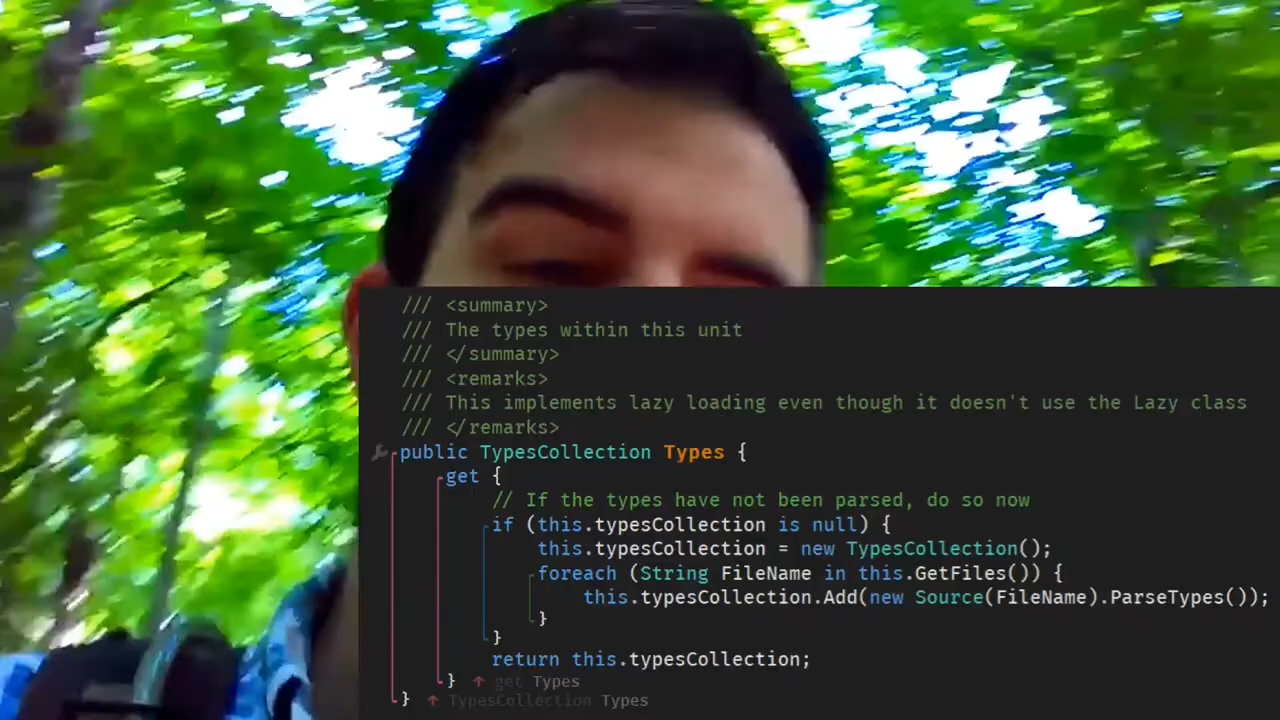 /// <summary>
/// The types within this unit
/// </summary>
/// <remarks>
/// This implements lazy loading even though it doesn't use the Lazy class
/// </remarks>
public TypesCollection Types {
get {
// If the types have not been parsed, do so now
if (this.typesCollection is null) {
this.typesCollection = new TypesCollection();
foreach (String FileName in this.GetFiles()) {
this.typesCollection.Add(new Source(FileName).ParseTypes());
}
}
return this.typesCollection;
} ↑ get Types
} ↑ TypesCollection Types